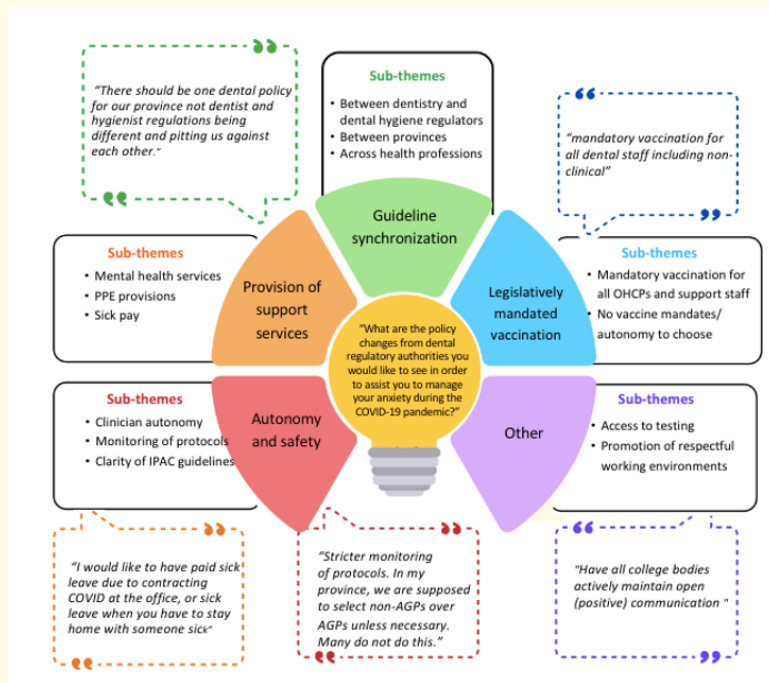 "There should be one dental policy
for our province not dentist and
hygienist regulations being
different and pitting us against
each other."
Sub-themes
• Between dentistry and
dental hygiene regulators
• Between provinces
• Across health professions
"mandatory vaccination for
all dental staff including non-
clinical"
Guideline
synchronization
Sub-themes
• Mental health services
• PPE provisions
• Sick pay
Provision of
support
services
Legislatively
mandated
vaccination
Sub-themes
• Mandatory vaccination for
all OHCPs and support staff
• No vaccine mandates/
autonomy to choose
"What are the policy
changes from dental
regulatory authorities you
would like to see in order
to assist you to manage
your anxiety during the
COVID-19 pandemic?"
Sub-themes
• Clinician autonomy
• Monitoring of protocols
• Clarity of IPAC guidelines
Autonomy
and safety
Other
Sub-themes
• Access to testing
• Promotion of respectful
working environments
"I would like to have paid sick
leave due to contracting
COVID at the office, or sick
leave when you have to stay
home with someone sick"
"Stricter monitoring
of protocols. In my
province, we are supposed
to select non-AGPs over
AGPs unless necessary.
Many do not do this."
"Have all college bodies
actively maintain open
(positive) communication "